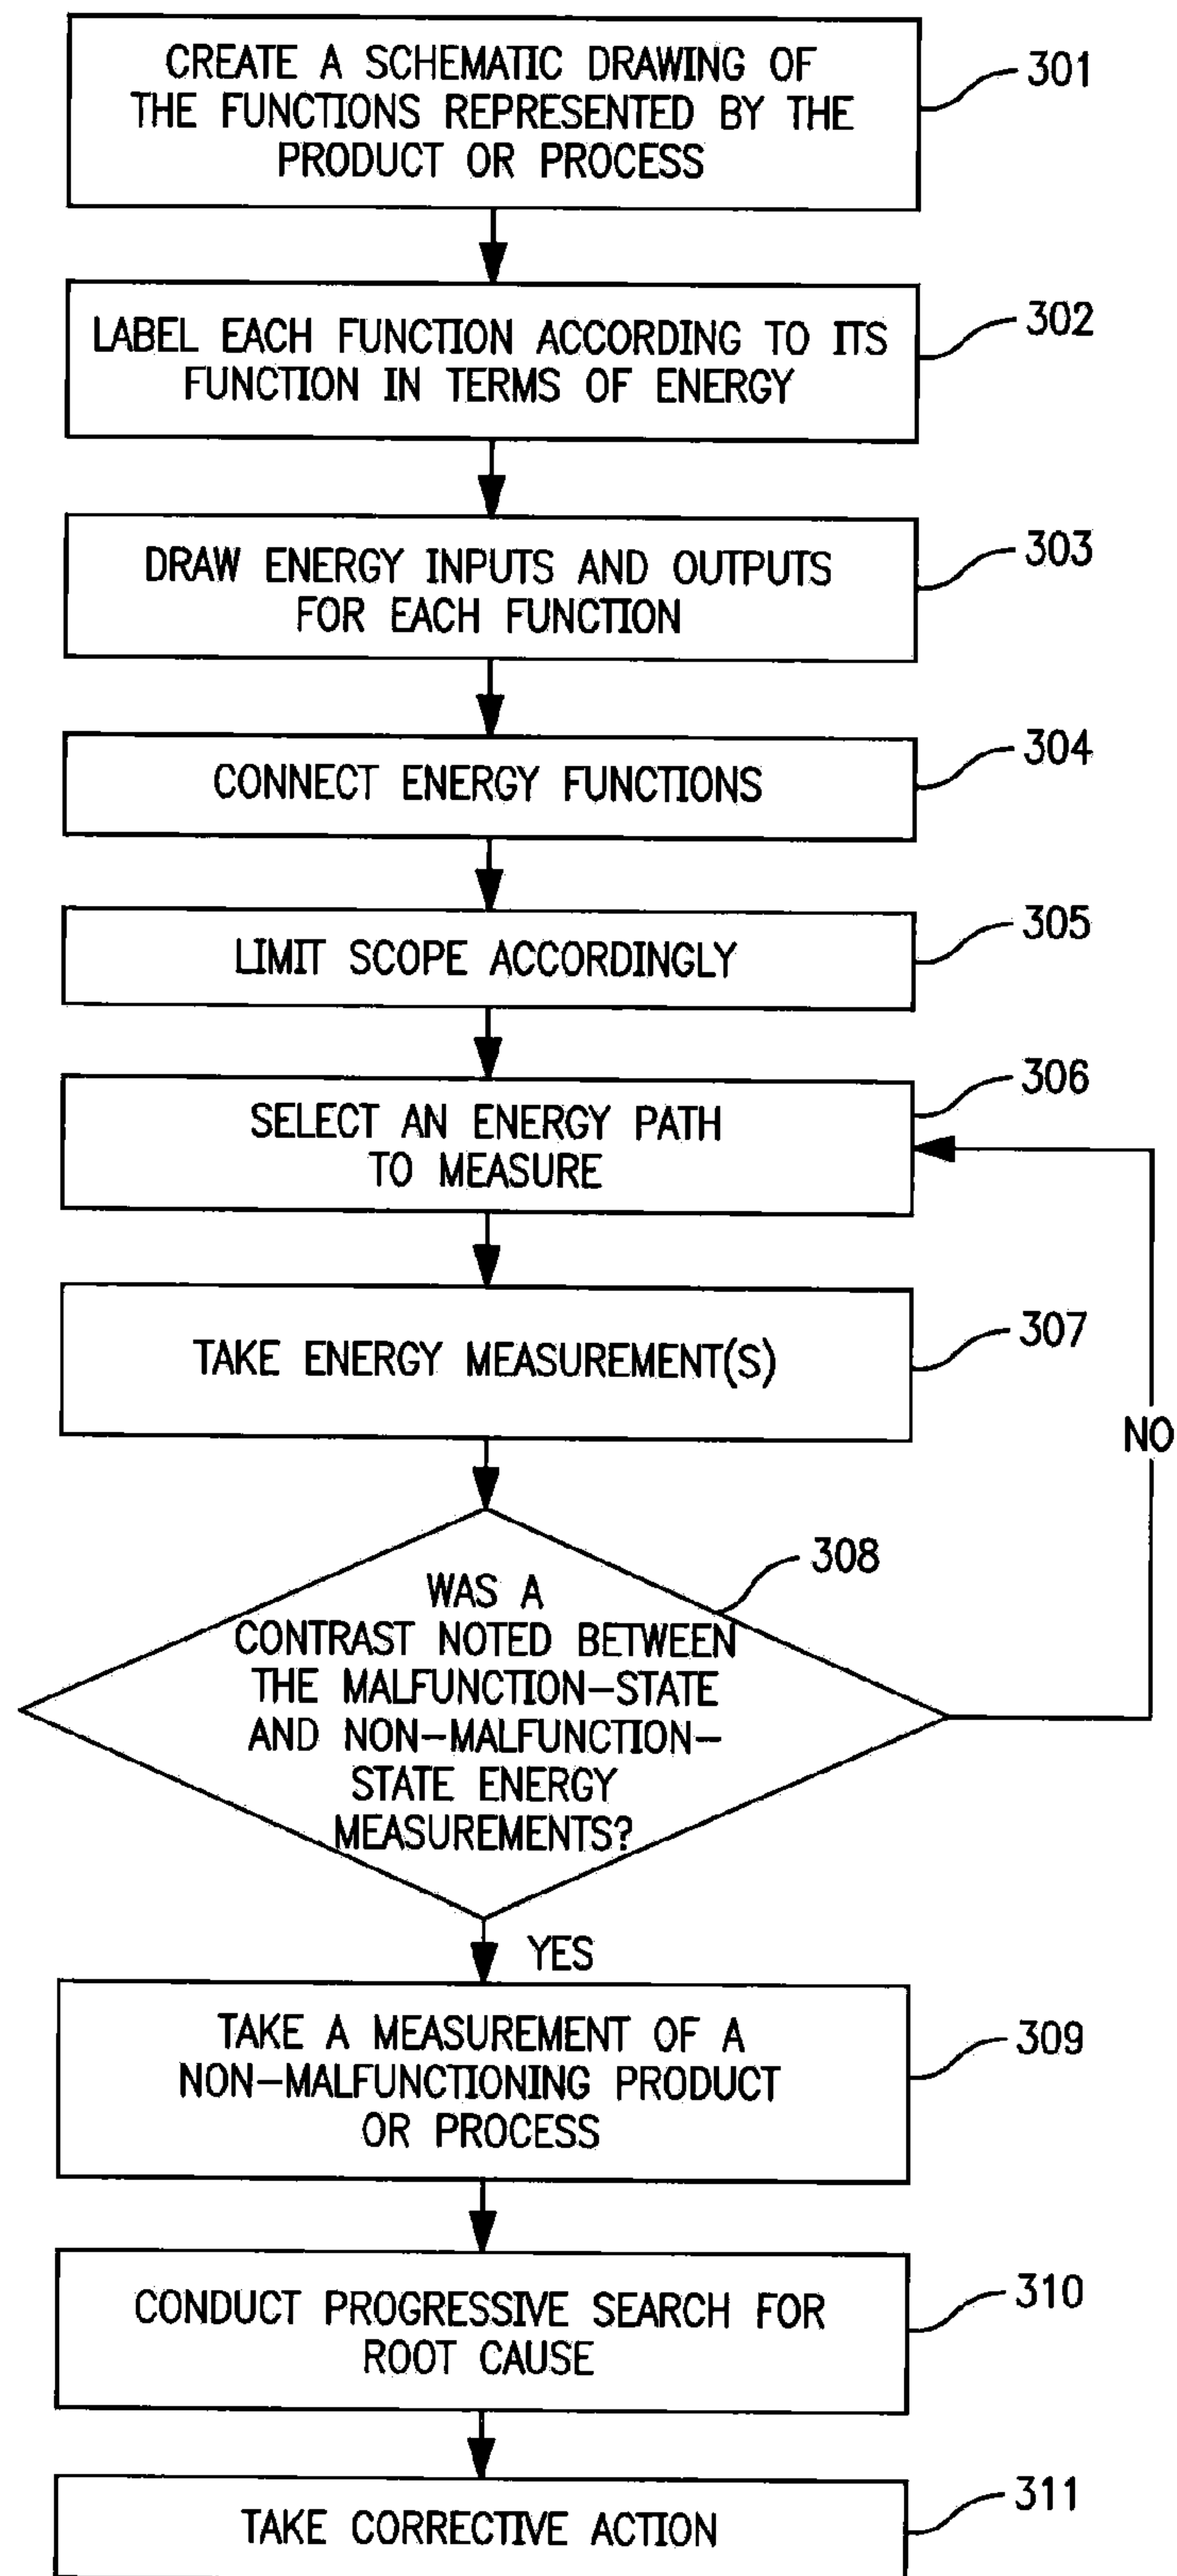 CREATE A SCHEMATIC DRAWING OF
THE FUNCTIONS REPRESENTED BY THE
PRODUCT OR PROCESS
301
LABEL EACH FUNCTION ACCORDING TO ITS
FUNCTION IN TERMS OF ENERGY
302
DRAW ENERGY INPUTS AND OUTPUTS
FOR EACH FUNCTION
303
CONNECT ENERGY FUNCTIONS
304
LIMIT SCOPE ACCORDINGLY
305
SELECT AN ENERGY PATH
TO MEASURE
306
TAKE ENERGY MEASUREMENT(S)
307
NO
308
WAS A
CONTRAST NOTED BETWEEN
THE MALFUNCTION-STATE
AND NON-MALFUNCTION-
STATE ENERGY
MEASUREMENTS?
YES
TAKE A MEASUREMENT OF A
NON-MALFUNCTIONING PRODUCT
OR PROCESS
309
CONDUCT PROGRESSIVE SEARCH FOR
ROOT CAUSE
310
TAKE CORRECTIVE ACTION
311